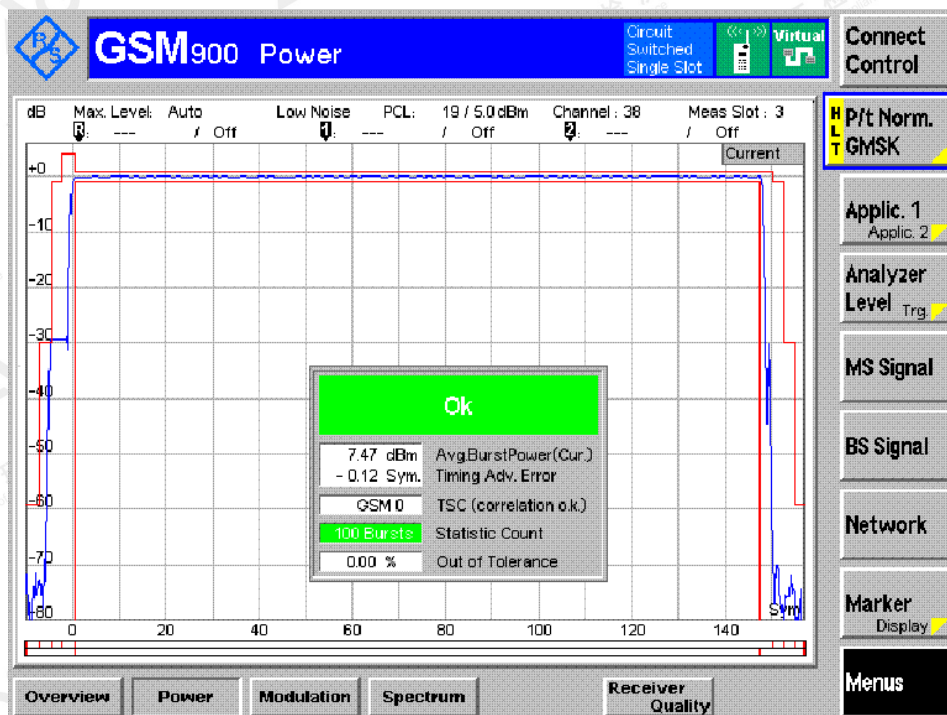 R&S
GSM900 Power
Circuit Switched Single Slot
Virtual
Connect Control
dB Max. Level: Auto Low Noise PCL: 19 / 5.0 dBm Channel : 38 Meas Slot : 3
R: --- / Off 1: --- / Off 2: --- / Off
Current
HLT P/t Norm. GMSK
Applic. 1
Applic. 2
Analyzer Level Trg.
MS Signal
BS Signal
Network
Marker
Display
Menus
+0
-10
-20
-30
-40
-50
-60
-70
-80
Ok
7.47 dBm Avg.BurstPower(Cur.)
- 0.12 Sym. Timing Adv. Error
GSM 0 TSC (correlation o.k.)
100 Bursts Statistic Count
0.00 % Out of Tolerance
Sym
0 20 40 60 80 100 120 140
Overview Power Modulation Spectrum Receiver Quality